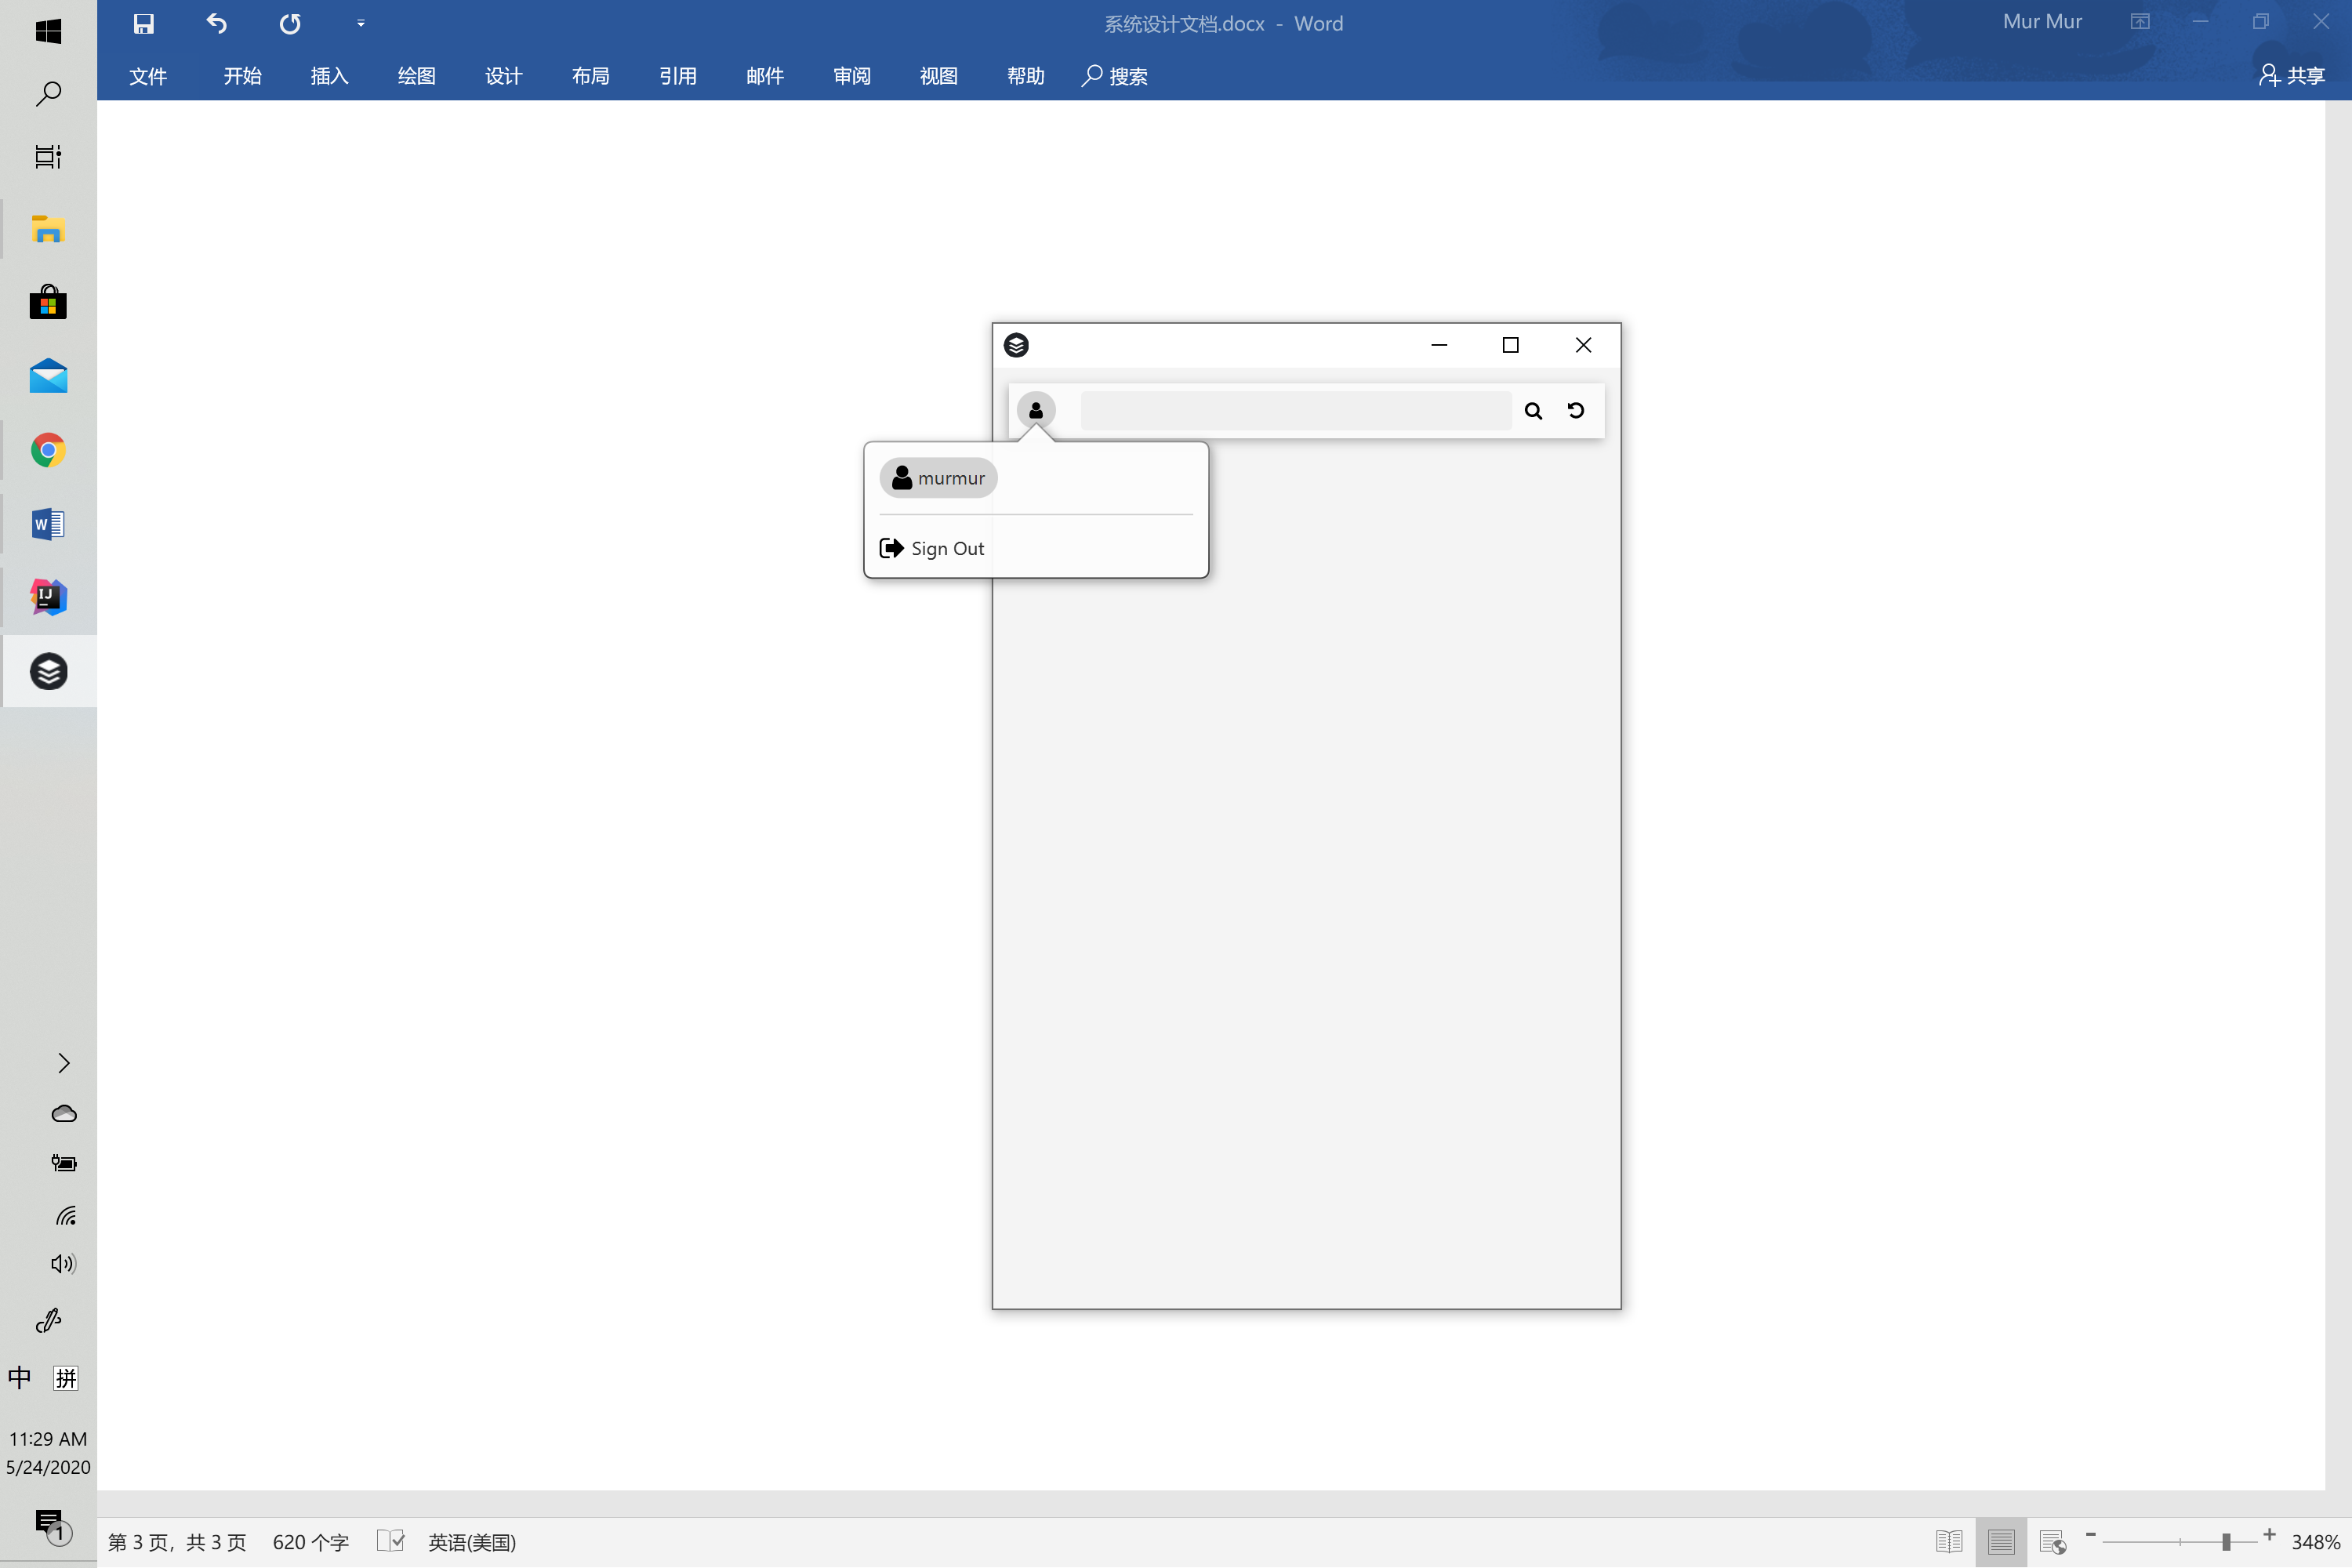 系统设计文档.docx - Word
Mur Mur
文件 开始 插入 绘图 设计 布局 引用 邮件 审阅 视图 帮助 搜索
共享
W
IJ
murmur
Sign Out
中 拼
11:29 AM
5/24/2020
1
第 3 页，共 3 页 620 个字 英语(美国)
348%